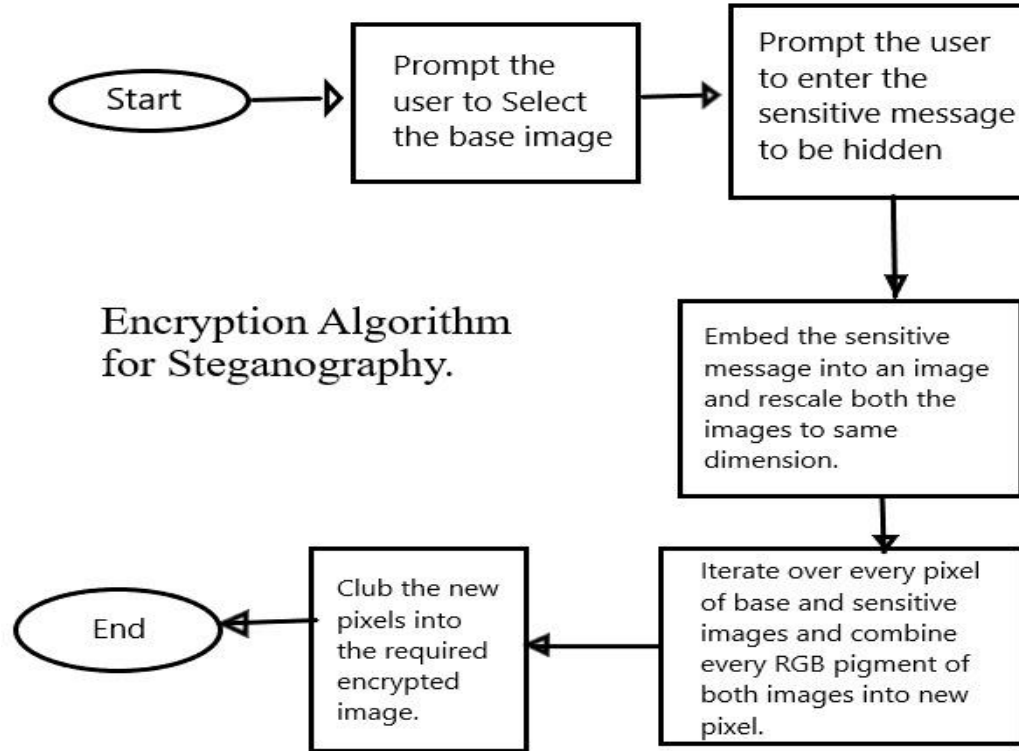 Start
Prompt the
user to Select
the base image
Prompt the user
to enter the
sensitive message
to be hidden
Encryption Algorithm
for Steganography.
Embed the sensitive
message into an image
and rescale both the
images to same
dimension.
Iterate over every pixel
of base and sensitive
images and combine
every RGB pigment of
both images into new
pixel.
Club the new
pixels into
the required
encrypted
image.
End